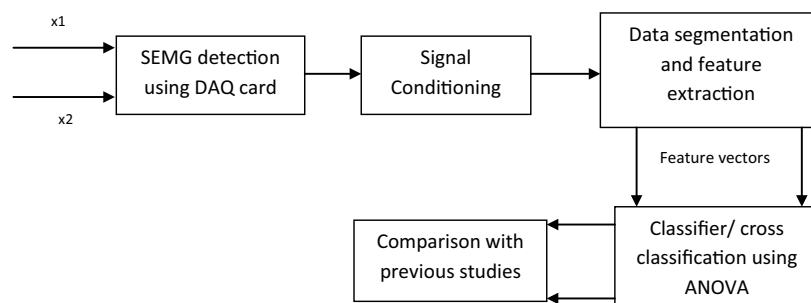 x1
x2
SEMG detection
using DAQ card
Signal
Conditioning
Data segmentation
and feature
extraction
Feature vectors
Classifier/ cross
classification using
ANOVA
Comparison with
previous studies